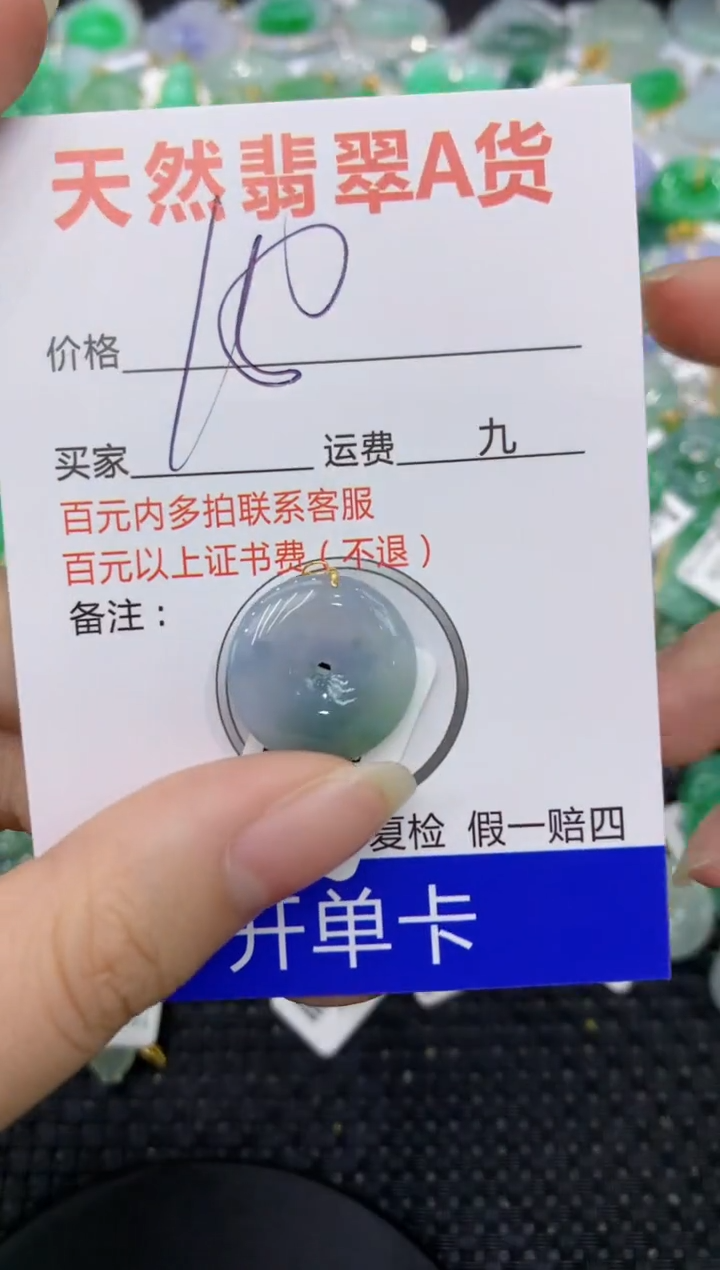 天然翡翠A货
价格
买家 运费 九
百元内多拍联系客服
百元以上证书费（不退）
备注：
复检 假一赔四
开单卡